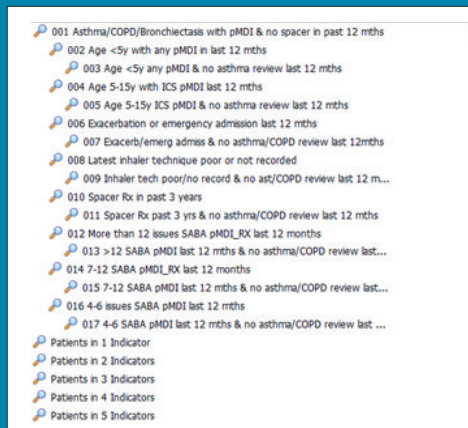 001 Asthma/COPD/Bronchiectasis with pMDI & no spacer in past 12 mths
002 Age <5y with any pMDI in last 12 mths
003 Age <5y any pMDI & no asthma review last 12 mths
004 Age 5-15y with ICS pMDI last 12 mths
005 Age 5-15y ICS pMDI & no asthma review last 12 mths
006 Exacerbation or emergency admission last 12 mths
007 Exacerb/emerg admiss & no asthma/COPD review last 12mths
008 Latest inhaler technique poor or not recorded
009 Inhaler tech poor/no record & no ast/COPD review last 12 m...
010 Spacer Rx in past 3 years
011 Spacer Rx past 3 yrs & no asthma/COPD review last 12 mths
012 More than 12 issues SABA pMDI_RX last 12 months
013 >12 SABA pMDI last 12 mths & no asthma/COPD review last...
014 7-12 SABA pMDI_RX last 12 months
015 7-12 SABA pMDI last 12 mths & no asthma/COPD review last...
016 4-6 issues SABA pMDI last 12 mths
017 4-6 SABA pMDI last 12 mths & no asthma/COPD review last ...
Patients in 1 Indicator
Patients in 2 Indicators
Patients in 3 Indicators
Patients in 4 Indicators
Patients in 5 Indicators